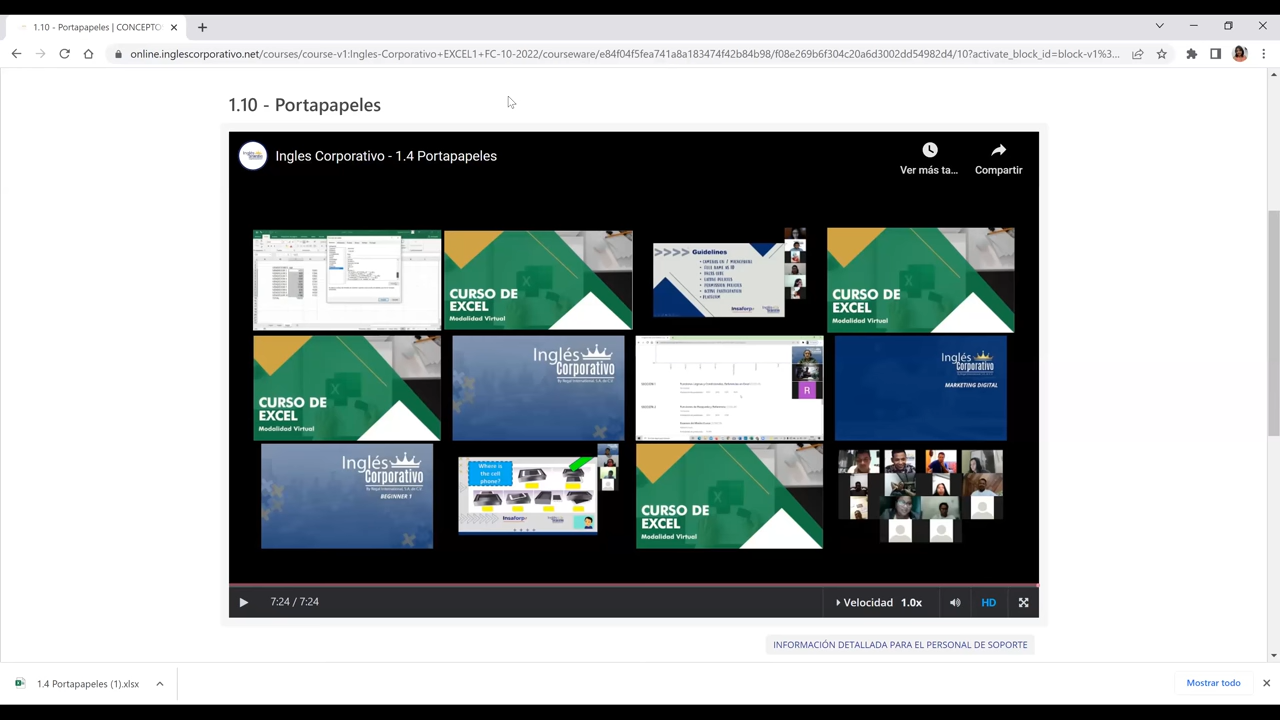 1.10 - Portapapeles | CONCEPTO
online.inglescorporativo.net/courses/course-v1:Ingles-Corporativo+EXCEL1+FC-10-2022/courseware/e84f04f5fea741a8a183474f42b84b98/f08e269b6f304c20a6d3002dd54982d4/10?activate_block_id=block-v1%3...
1.10 - Portapapeles
Ingles Corporativo - 1.4 Portapapeles
Ver más ta...
Compartir
CURSO DE
EXCEL
Modalidad Virtual
Guidelines
CURSO DE
EXCEL
Modalidad Virtual
CURSO DE
EXCEL
Modalidad Virtual
Inglés
Corporativo
R
Inglés
Corporativo
MARKETING DIGITAL
Inglés
Corporativo
BEGINNER 1
Where is
the cell
phone?
Insaforp
CURSO DE
EXCEL
Modalidad Virtual
7:24 / 7:24
Velocidad 1.0x
HD
INFORMACIÓN DETALLADA PARA EL PERSONAL DE SOPORTE
1.4 Portapapeles (1).xlsx
Mostrar todo